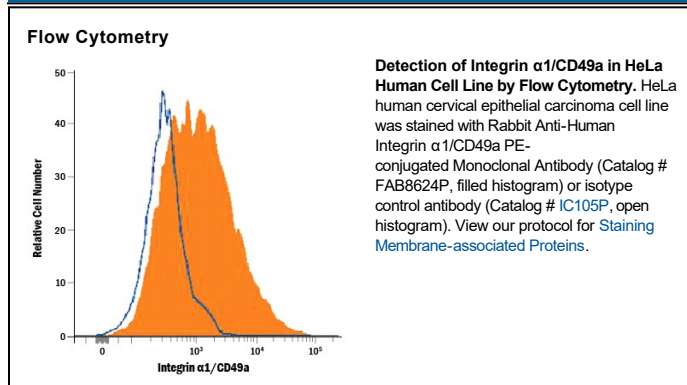 Flow Cytometry
50
40
30
20
10
0
Relative Cell Number
0 10³ 10⁴ 10⁵
Integrin α1/CD49a
Detection of Integrin α1/CD49a in HeLa
Human Cell Line by Flow Cytometry. HeLa
human cervical epithelial carcinoma cell line
was stained with Rabbit Anti-Human
Integrin α1/CD49a PE-
conjugated Monoclonal Antibody (Catalog #
FAB8624P, filled histogram) or isotype
control antibody (Catalog # IC105P, open
histogram). View our protocol for Staining
Membrane-associated Proteins.